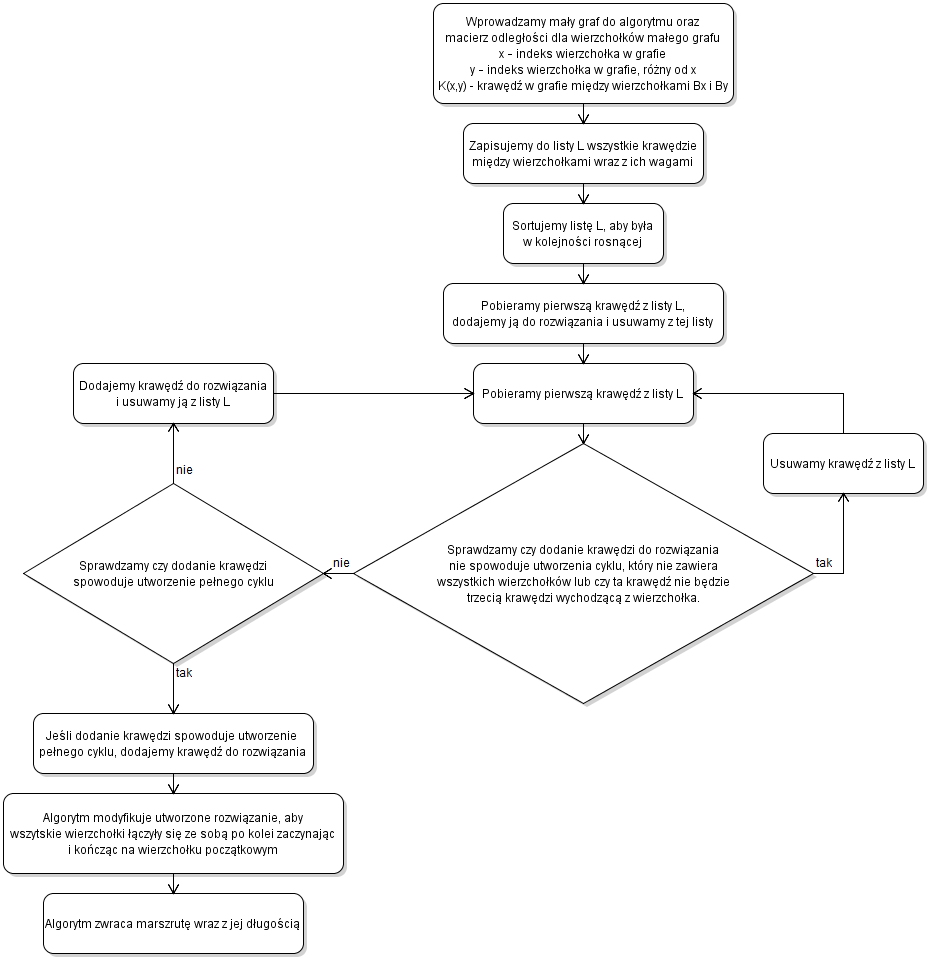 Wprowadzamy mały graf do algorytmu oraz
macierz odległości dla wierzchołków małego grafu
x - indeks wierzchołka w grafie
y - indeks wierzchołka w grafie, różny od x
K(x,y) - krawędź w grafie między wierzchołkami Bx i By
Zapisujemy do listy L wszystkie krawędzie
między wierzchołkami wraz z ich wagami
Sortujemy listę L, aby była
w kolejności rosnącej
Pobieramy pierwszą krawędź z listy L,
dodajemy ją do rozwiązania i usuwamy z tej listy
Dodajemy krawędź do rozwiązania
i usuwamy ją z listy L
Pobieramy pierwszą krawędź z listy L
Usuwamy krawędź z listy L
nie
Sprawdzamy czy dodanie krawędzi
spowoduje utworzenie pełnego cyklu
nie
Sprawdzamy czy dodanie krawędzi do rozwiązania
nie spowoduje utworzenia cyklu, który nie zawiera
wszystkich wierzchołków lub czy ta krawędź nie będzie
trzecią krawędzi wychodzącą z wierzchołka.
tak
tak
Jeśli dodanie krawędzi spowoduje utworzenie
pełnego cyklu, dodajemy krawędź do rozwiązania
Algorytm modyfikuje utworzone rozwiązanie, aby
wszytskie wierzchołki łączyły się ze sobą po kolei zaczynając
i kończąc na wierzchołku początkowym
Algorytm zwraca marszrutę wraz z jej długością